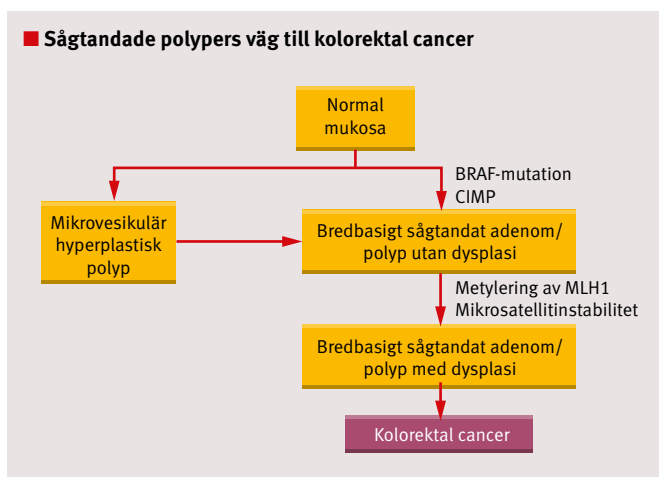 Sågtandade polypers väg till kolorektal cancer
Normal
mukosa
BRAF-mutation
CIMP
Mikrovesikulär
hyperplastisk
polyp
Bredbasigt sågtandat adenom/
polyp utan dysplasi
Metylering av MLH1
Mikrosatellitinstabilitet
Bredbasigt sågtandat adenom/
polyp med dysplasi
Kolorektal cancer